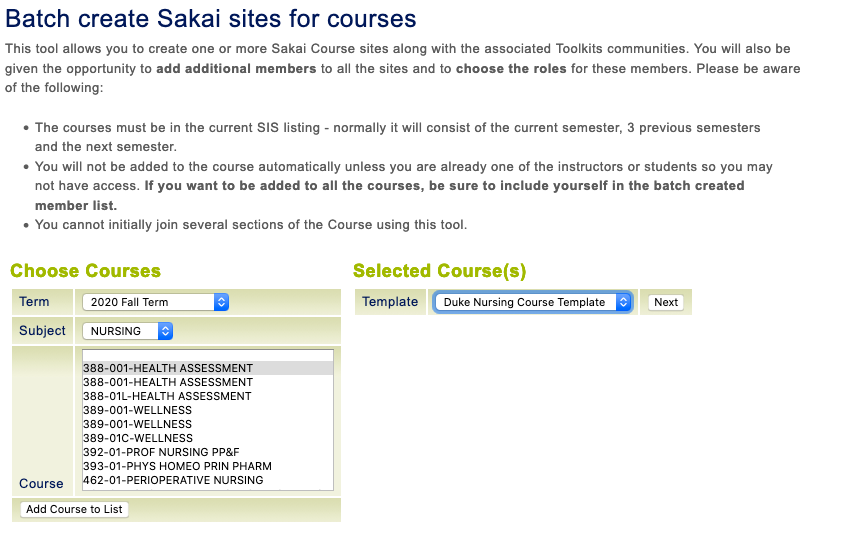 Batch create Sakai sites for courses
This tool allows you to create one or more Sakai Course sites along with the associated Toolkits communities. You will also be
given the opportunity to add additional members to all the sites and to choose the roles for these members. Please be aware
of the following:
• The courses must be in the current SIS listing - normally it will consist of the current semester, 3 previous semesters
and the next semester.
• You will not be added to the course automatically unless you are already one of the instructors or students so you may
not have access. If you want to be added to all the courses, be sure to include yourself in the batch created
member list.
• You cannot initially join several sections of the Course using this tool.
Choose Courses
Term 2020 Fall Term
Subject NURSING
388-001-HEALTH ASSESSMENT
388-001-HEALTH ASSESSMENT
388-01L-HEALTH ASSESSMENT
389-001-WELLNESS
389-001-WELLNESS
389-01C-WELLNESS
392-01-PROF NURSING PP&F
393-01-PHYS HOMEO PRIN PHARM
462-01-PERIOPERATIVE NURSING
Course
Add Course to List
Selected Course(s)
Template Duke Nursing Course Template Next